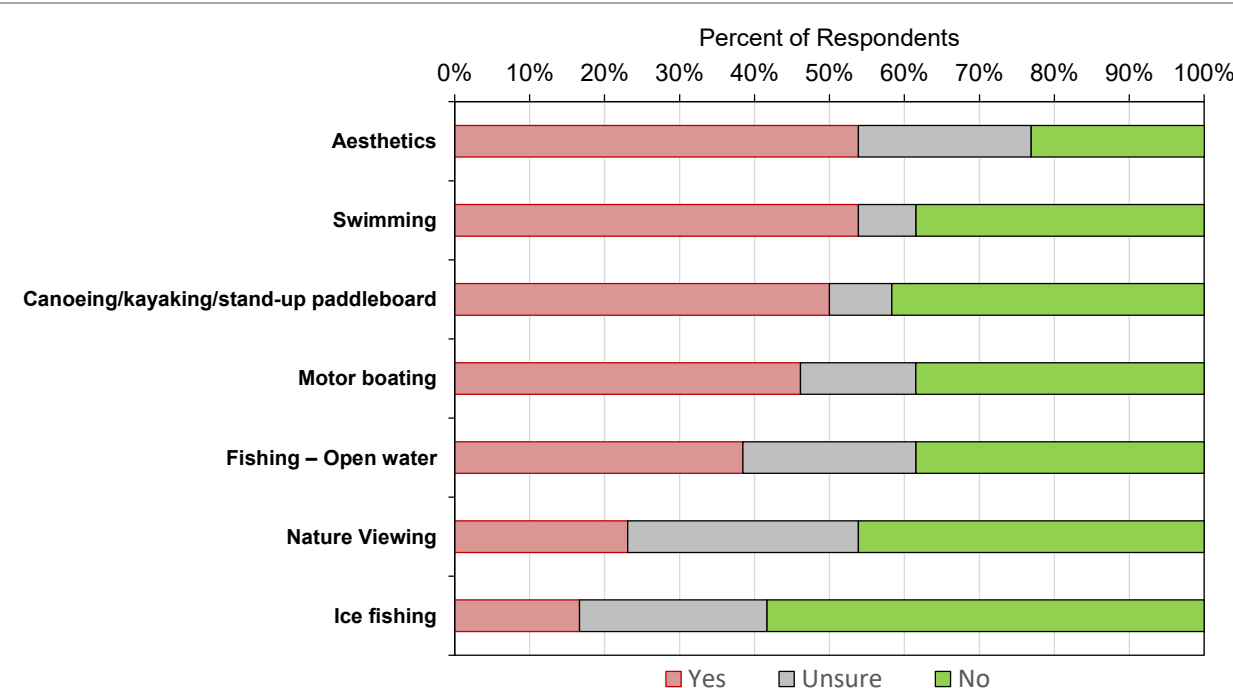 Percent of Respondents
0% 10% 20% 30% 40% 50% 60% 70% 80% 90% 100%
Aesthetics
Swimming
Canoeing/kayaking/stand-up paddleboard
Motor boating
Fishing – Open water
Nature Viewing
Ice fishing
Yes Unsure No